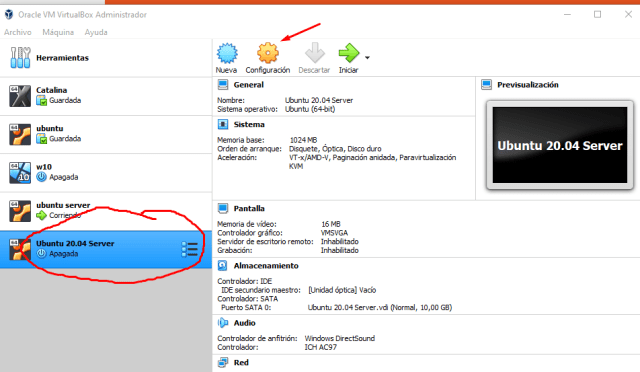 Oracle VM VirtualBox Administrador
Archivo Máquina Ayuda
Herramientas
Catalina
Guardada
ubuntu
Guardada
w10
Apagada
ubuntu server
Corriendo
Ubuntu 20.04 Server
Apagada
Nueva Configuración Descartar Iniciar
General
Nombre: Ubuntu 20.04 Server
Sistema operativo: Ubuntu (64-bit)
Sistema
Memoria base: 1024 MB
Orden de arranque: Disquete, Óptica, Disco duro
Aceleración: VT-x/AMD-V, Paginación anidada, Paravirtualización
KVM
Previsualización
Ubuntu 20.04 Server
Pantalla
Memoria de vídeo: 16 MB
Controlador gráfico: VMSVGA
Servidor de escritorio remoto: Inhabilitado
Grabación: Inhabilitado
Almacenamiento
Controlador: IDE
IDE secundario maestro: [Unidad óptica] Vacío
Controlador: SATA
Puerto SATA 0: Ubuntu 20.04 Server.vdi (Normal, 10,00 GB)
Audio
Controlador de anfitrión: Windows DirectSound
Controlador: ICH AC97
Red